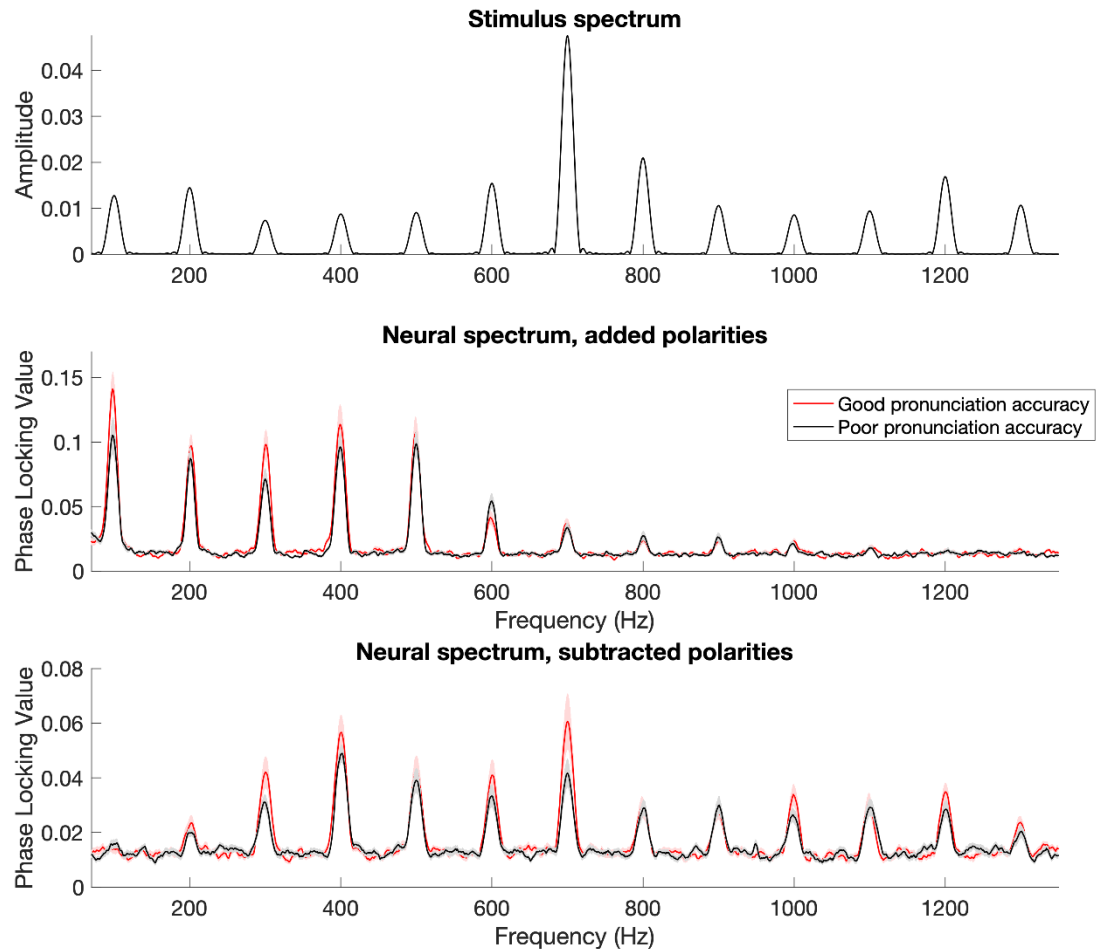 Stimulus spectrum
Amplitude
0.04
0.03
0.02
0.01
0
200 400 600 800 1000 1200
Neural spectrum, added polarities
Phase Locking Value
0.15
0.1
0.05
0
Good pronunciation accuracy
Poor pronunciation accuracy
200 400 600 800 1000 1200
Frequency (Hz)
Neural spectrum, subtracted polarities
Phase Locking Value
0.08
0.06
0.04
0.02
0
200 400 600 800 1000 1200
Frequency (Hz)